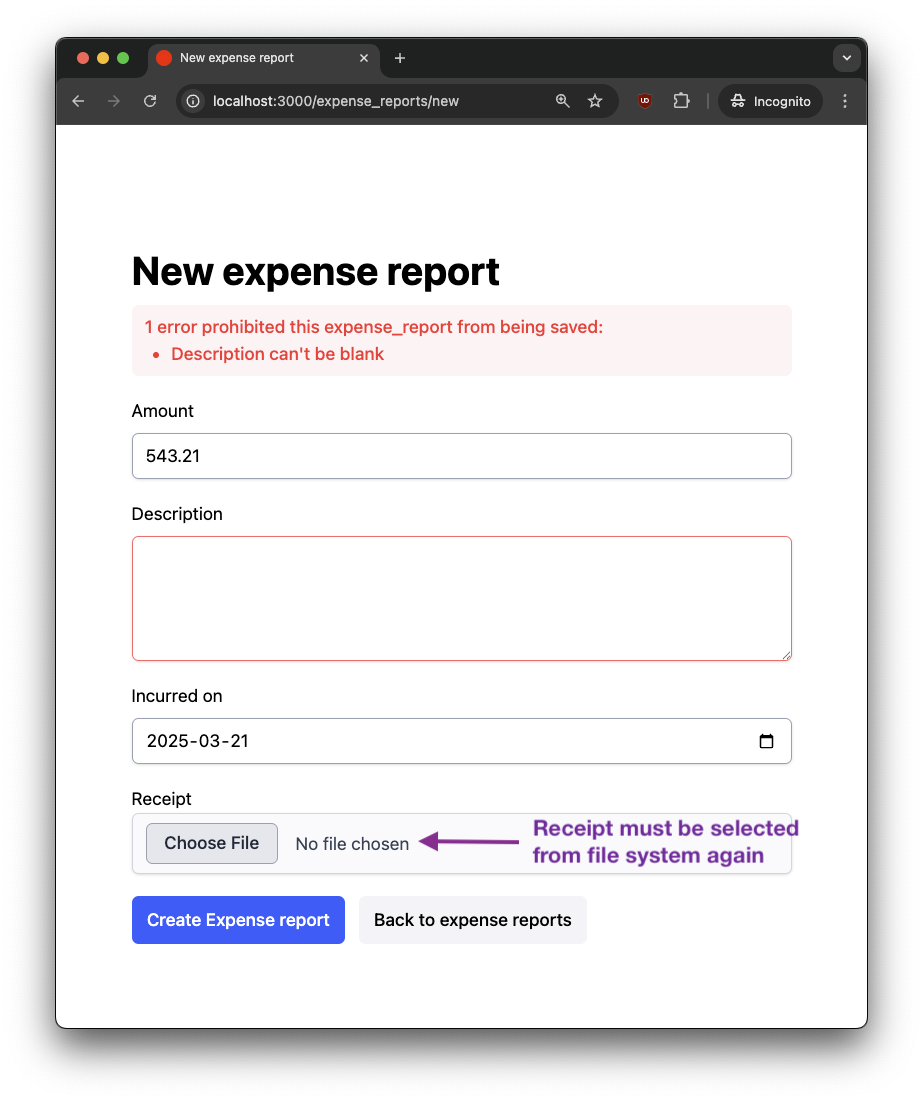 New expense report
localhost:3000/expense_reports/new
Incognito
New expense report
1 error prohibited this expense_report from being saved:
• Description can't be blank
Amount
543.21
Description
Incurred on
2025-03-21
Receipt
Choose File No file chosen
Receipt must be selected
from file system again
Create Expense report Back to expense reports